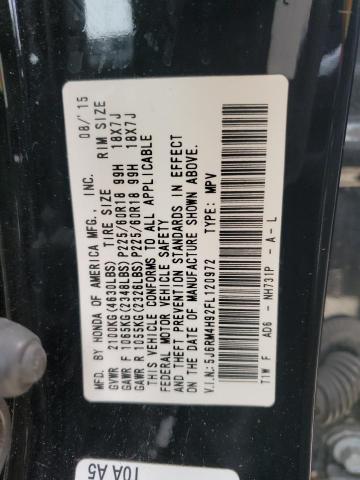 MFD. BY HONDA OF AMERICA MFG., INC. 08/'15
GVWR 2100KG(4630LBS) TIRE SIZE RIM SIZE
GAWR F 1065KG(2348LBS)P225/60R18 99H 18X7J
GAWR R 1055KG(2326LBS)P225/60R18 99H 18X7J
THIS VEHICLE CONFORMS TO ALL APPLICABLE
FEDERAL MOTOR VEHICLE SAFETY
AND THEFT PREVENTION STANDARDS IN EFFECT
ON THE DATE OF MANUFACTURE SHOWN ABOVE.
V.I.N:5J6RM4H92FL120972 TYPE: MPV
TTW F AD6 - NH731P - A - L
10A A5